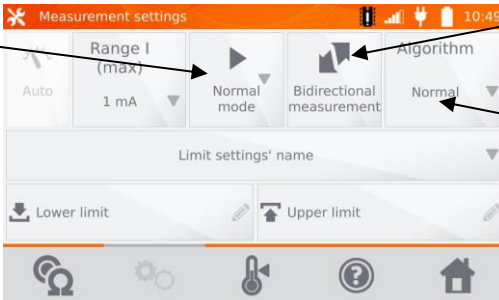 Measurement settings 10:49
Auto
Range I
(max)
1 mA
Normal
mode
Bidirectional
measurement
Algorithm
Normal
Limit settings' name
Lower limit
Upper limit